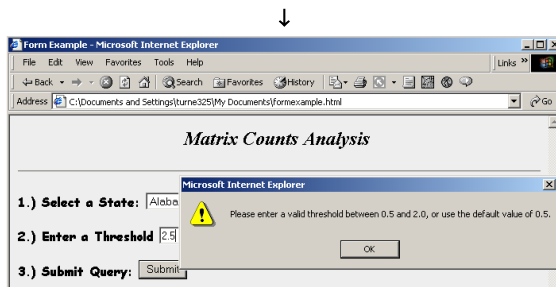 Form Example - Microsoft Internet Explorer
File Edit View Favorites Tools Help Links »
Back Search Favorites History
Address C:\Documents and Settings\turne325\My Documents\formexample.html Go
Matrix Counts Analysis
Microsoft Internet Explorer
1.) Select a State: Alaba
Please enter a valid threshold between 0.5 and 2.0, or use the default value of 0.5.
2.) Enter a Threshold 2.5
OK
3.) Submit Query: Submit